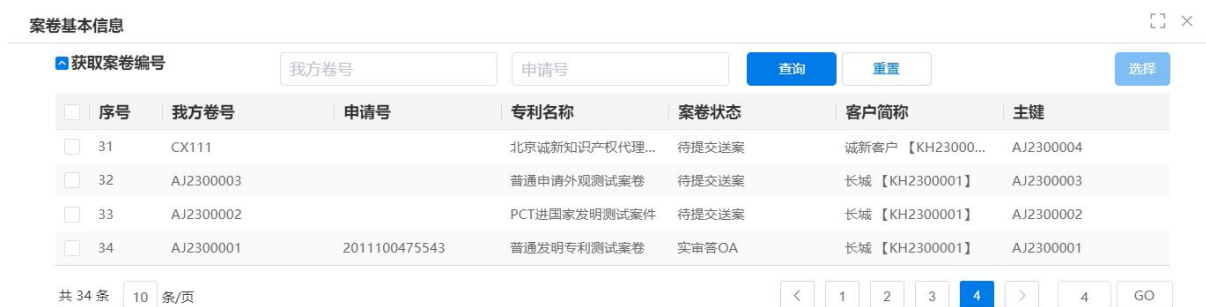 案卷基本信息
获取案卷编号 我方卷号 申请号 查询 重置 选择
序号 我方卷号 申请号 专利名称 案卷状态 客户简称 主键
31 CX111 北京诚新知识产权代理... 待提交送案 诚新客户 【KH23000... AJ2300004
32 AJ2300003 普通申请外观测试案卷 待提交送案 长城 【KH2300001】 AJ2300003
33 AJ2300002 PCT进国家发明测试案件 待提交送案 长城 【KH2300001】 AJ2300002
34 AJ2300001 2011100475543 普通发明专利测试案卷 实审答OA 长城 【KH2300001】 AJ2300001
共 34 条 10 条/页 < 1 2 3 4 > 4 GO